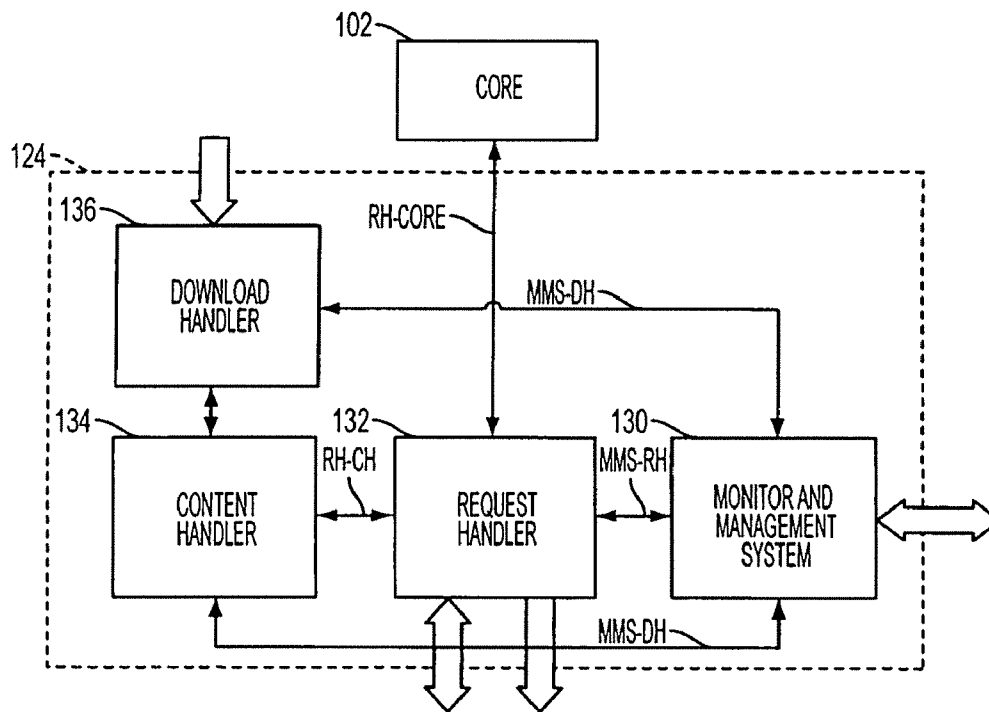 102
CORE
124
136
RH-CORE
DOWNLOAD
HANDLER
MMS-DH
134
132
130
RH-CH
MMS-RH
CONTENT
HANDLER
REQUEST
HANDLER
MONITOR AND
MANAGEMENT
SYSTEM
MMS-DH